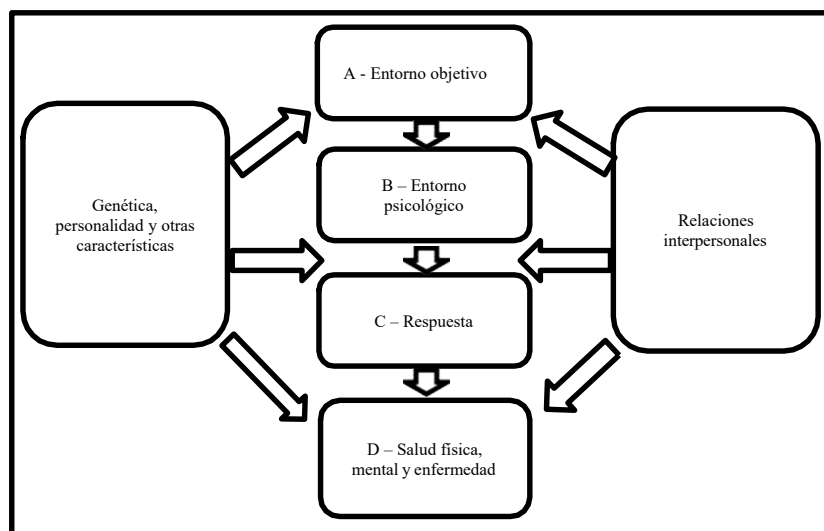 A - Entorno objetivo
B – Entorno
psicológico
Genética,
personalidad y otras
características
Relaciones
interpersonales
C – Respuesta
D – Salud física,
mental y enfermedad